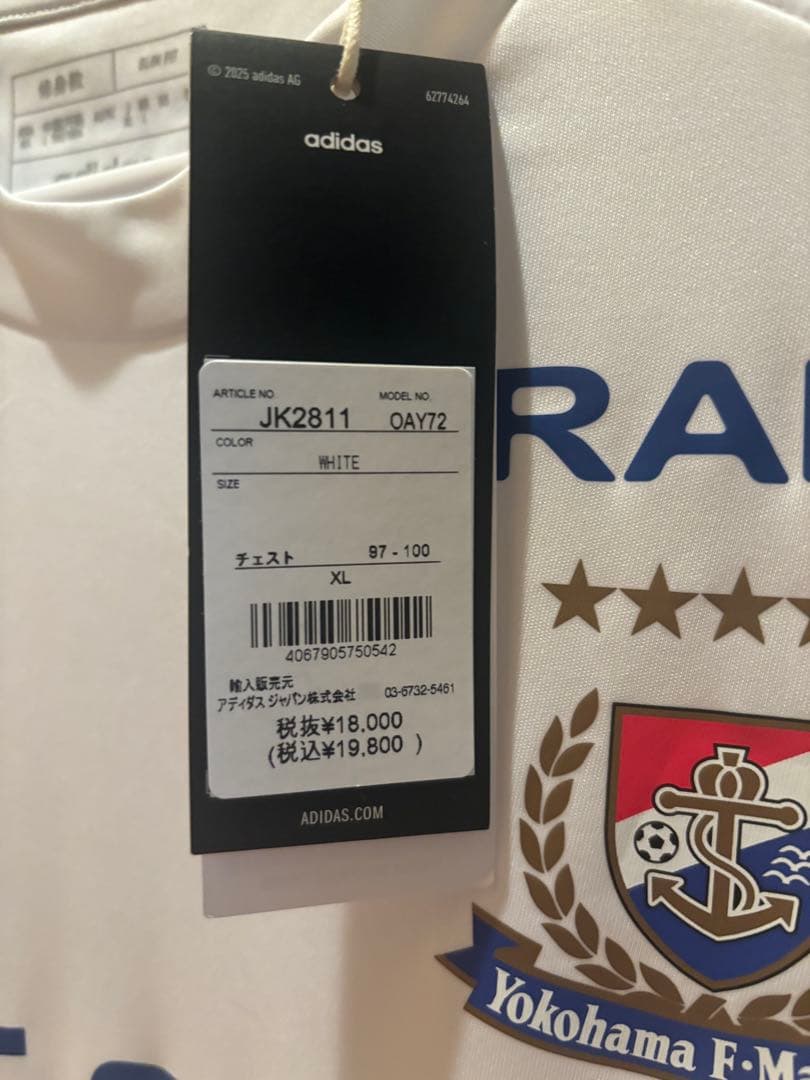 © 2025 adidas AG
62774264
adidas
ARTICLE NO.
MODEL NO.
JK2811
OAY72
COLOR
WHITE
SIZE
チェスト 97 - 100
XL
4067905750542
輸入販売元
アディダス ジャパン株式会社 03-6732-5461
税抜¥18,000
(税込¥19,800 )
ADIDAS.COM
RA
Yokohama F・Ma